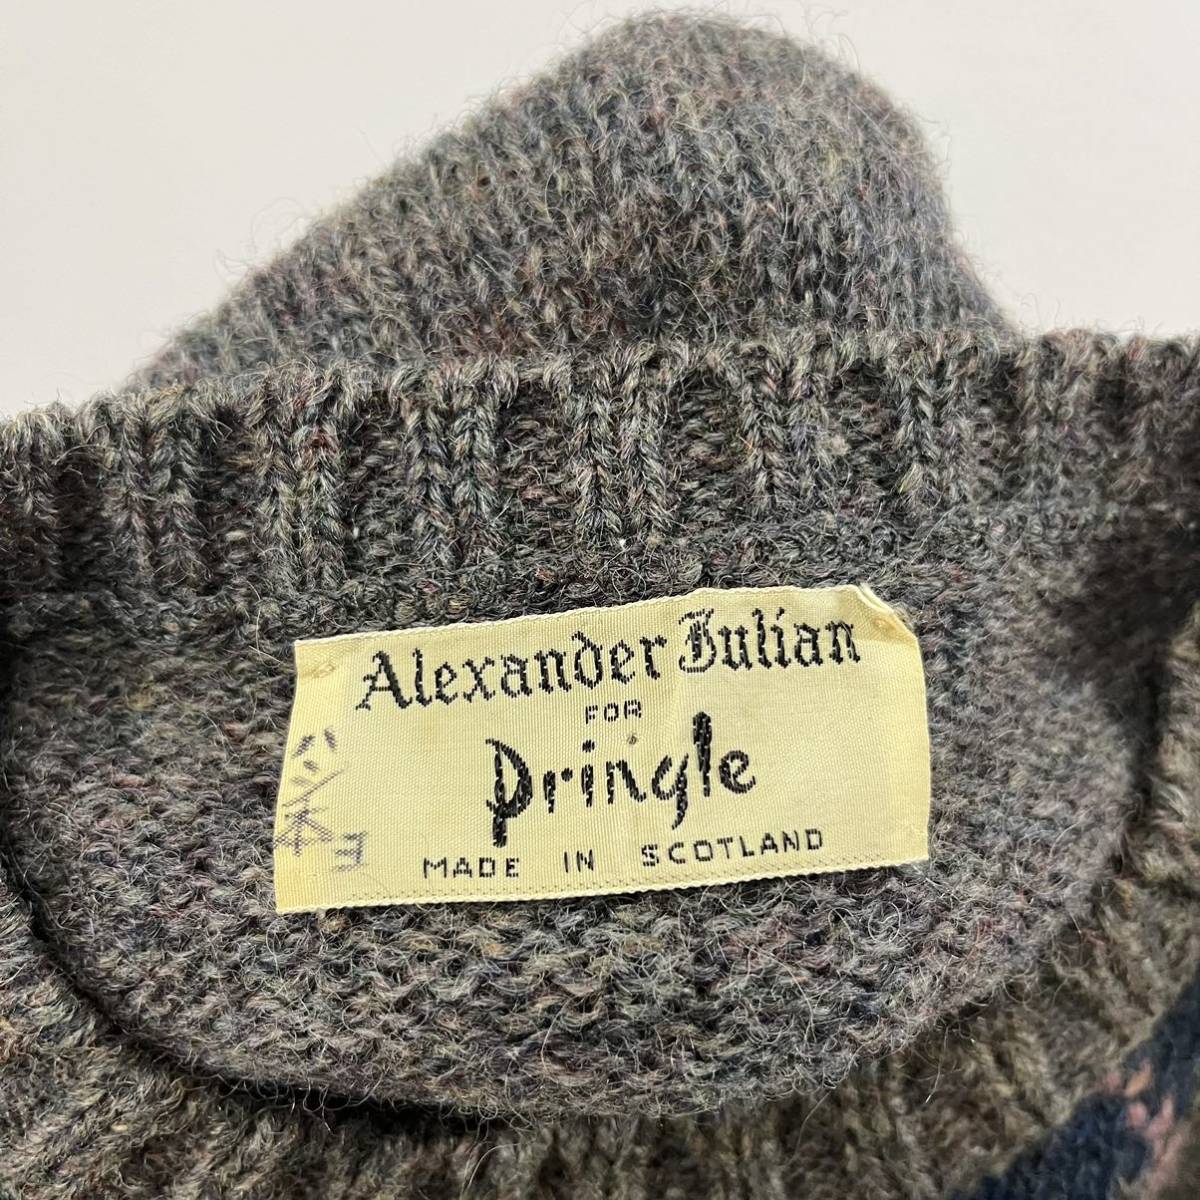 Alexander Julian
FOR
Pringle
MADE IN SCOTLAND